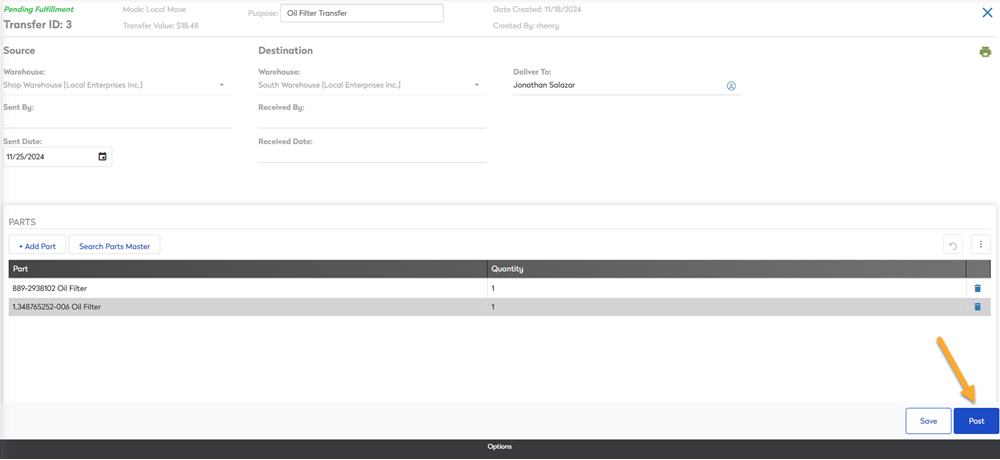 Pending Fulfillment
Mode: Local Move
Purpose: Oil Filter Transfer
Date Created: 11/18/2024
Transfer ID: 3
Transfer Value: $18.48
Created By: rhenry
Source
Destination
Warehouse:
Warehouse:
Deliver To:
Shop Warehouse [Local Enterprises Inc.]
South Warehouse [Local Enterprises Inc.]
Jonathan Salazar
Sent By:
Received By:
Sent Date:
Received Date:
11/25/2024
PARTS
+ Add Part
Search Parts Master
Part
Quantity
889-2938102 Oil Filter
1
1.348765252-006 Oil Filter
1
Save
Post
Options